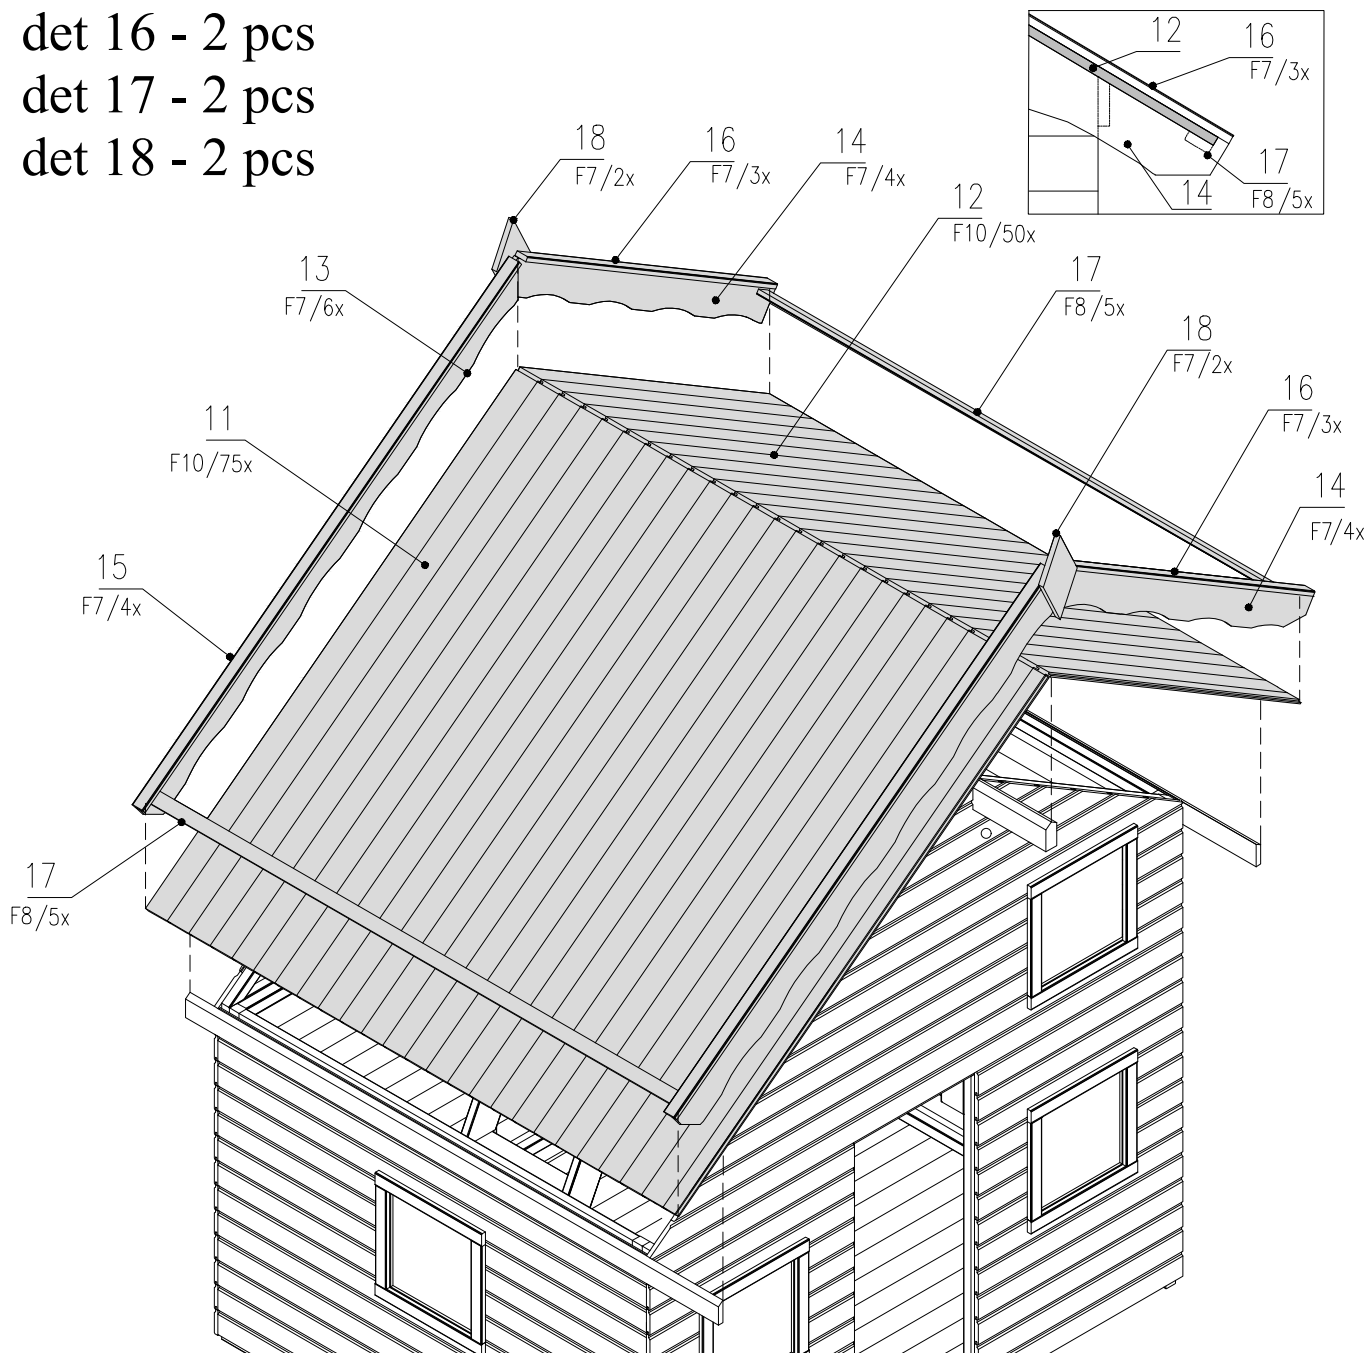 det 16 - 2 pcs
det 17 - 2 pcs
det 18 - 2 pcs
12
16
F7/3x
17
F8/5x
14
18
F7/2x
16
F7/3x
14
F7/4x
12
F10/50x
13
F7/6x
17
F8/5x
18
F7/2x
16
F7/3x
11
F10/75x
14
F7/4x
15
F7/4x
17
F8/5x